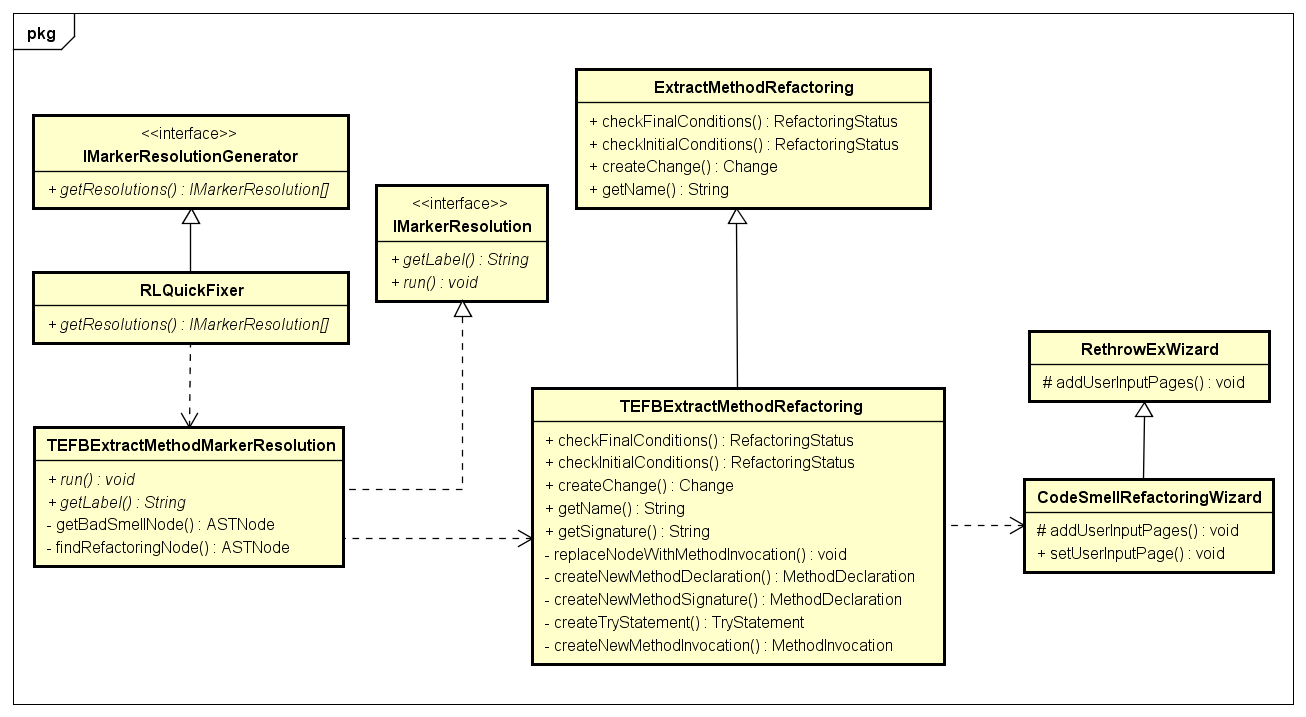 pkg
<<interface>>
IMarkerResolutionGenerator
+ getResolutions() : IMarkerResolution[]
RLQuickFixer
+ getResolutions() : IMarkerResolution[]
TEFBExtractMethodMarkerResolution
+ run() : void
+ getLabel() : String
- getBadSmellNode() : ASTNode
- findRefactoringNode() : ASTNode
<<interface>>
IMarkerResolution
+ getLabel() : String
+ run() : void
ExtractMethodRefactoring
+ checkFinalConditions() : RefactoringStatus
+ checkInitialConditions() : RefactoringStatus
+ createChange() : Change
+ getName() : String
TEFBExtractMethodRefactoring
+ checkFinalConditions() : RefactoringStatus
+ checkInitialConditions() : RefactoringStatus
+ createChange() : Change
+ getName() : String
+ getSignature() : String
- replaceNodeWithMethodInvocation() : void
- createNewMethodDeclaration() : MethodDeclaration
- createNewMethodSignature() : MethodDeclaration
- createTryStatement() : TryStatement
- createNewMethodInvocation() : MethodInvocation
RethrowExWizard
# addUserInputPages() : void
CodeSmellRefactoringWizard
# addUserInputPages() : void
+ setUserInputPage() : void